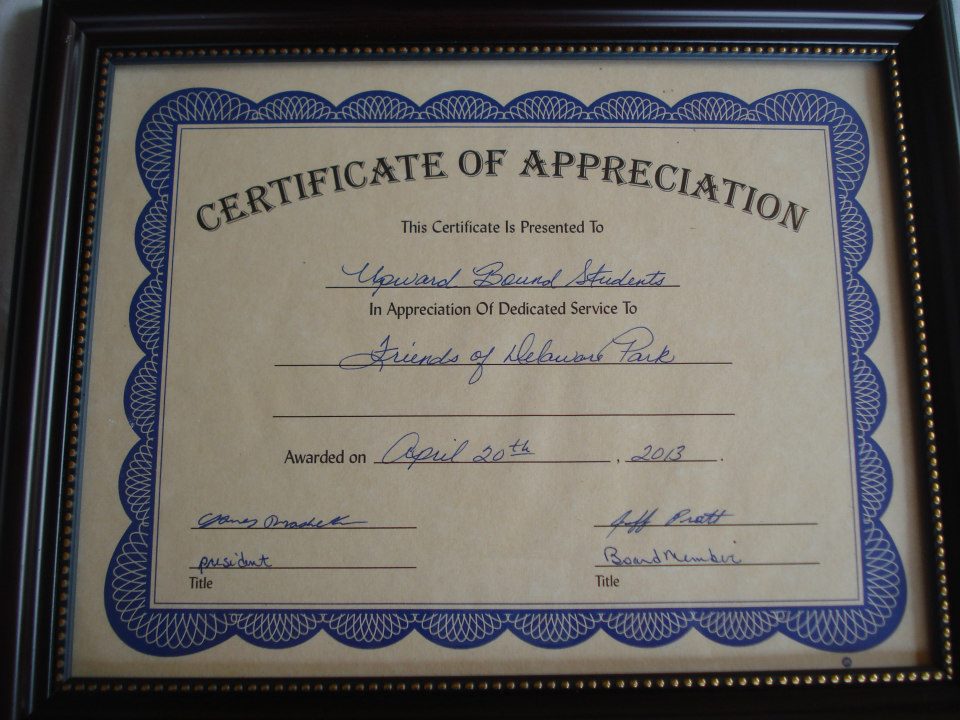 CERTIFICATE OF APPRECIATION
This Certificate Is Presented To
Upward Bound Students
In Appreciation Of Dedicated Service To
Friends of Delaware Park
Awarded on April 20th, 2013.
Jeff Pratt
president
Board Member
Title
Title